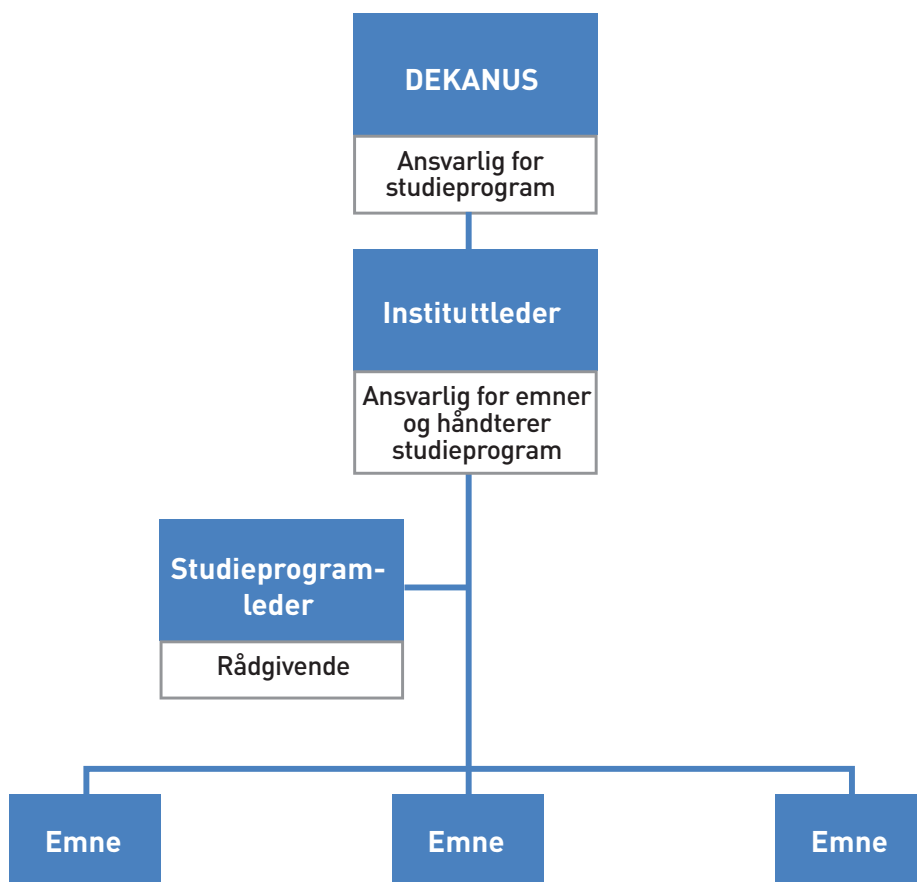 DEKANUS
Ansvarlig for
studieprogram
Instituttleder
Ansvarlig for emner
og håndterer
studieprogram
Studieprogram-
leder
Rådgivende
Emne
Emne
Emne